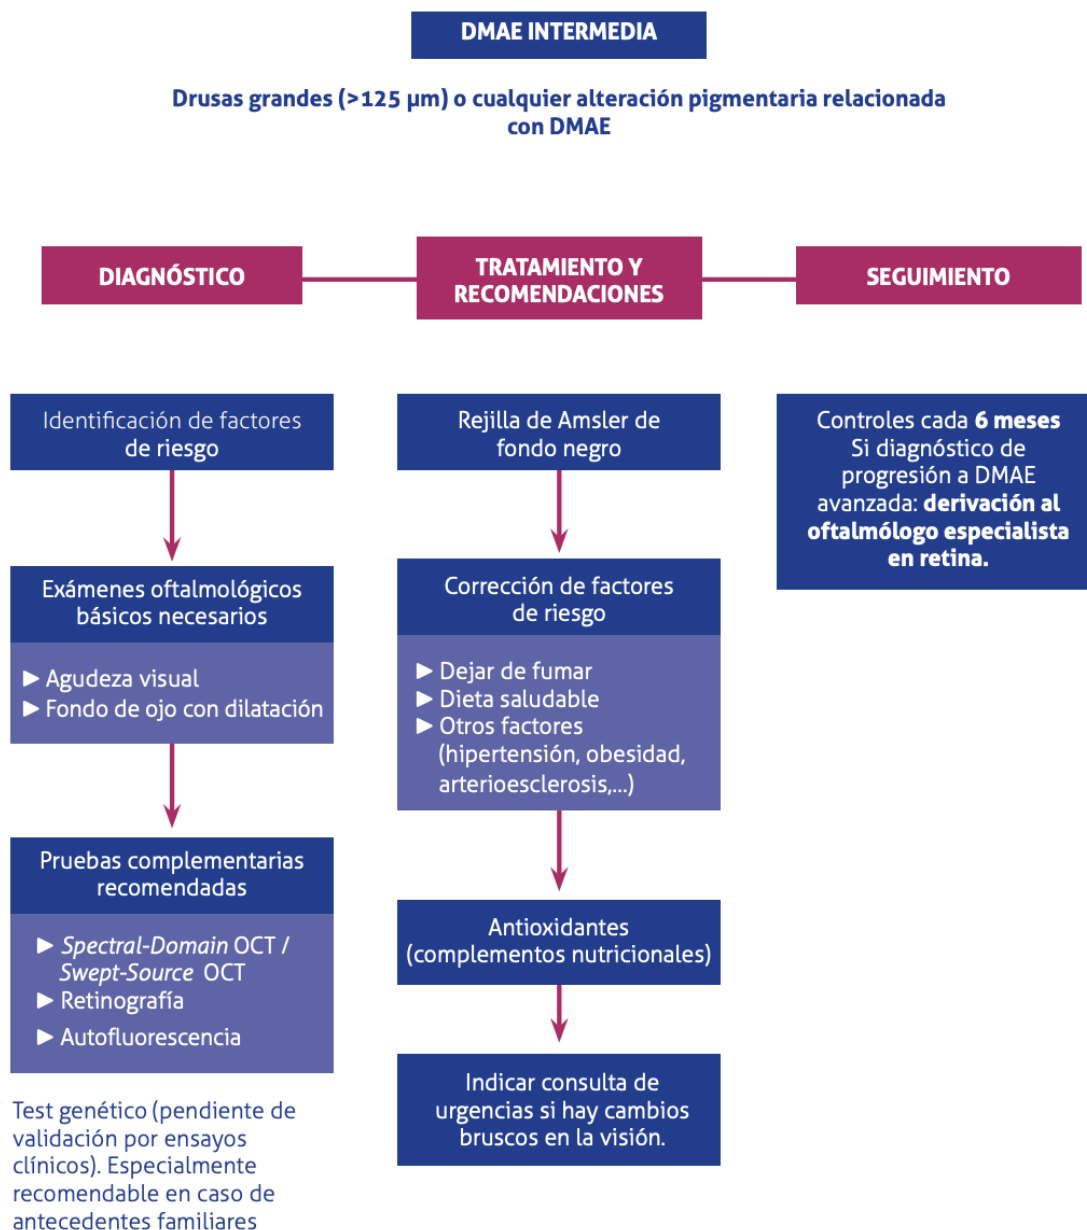 DMAE INTERMEDIA
Drusas grandes (>125 µm) o cualquier alteración pigmentaria relacionada
con DMAE
DIAGNÓSTICO
TRATAMIENTO Y
RECOMENDACIONES
SEGUIMIENTO
Identificación de factores
de riesgo
Exámenes oftalmológicos
básicos necesarios
▶ Agudeza visual
▶ Fondo de ojo con dilatación
Pruebas complementarias
recomendadas
▶ Spectral-Domain OCT /
Swept-Source OCT
▶ Retinografía
▶ Autofluorescencia
Test genético (pendiente de
validación por ensayos
clínicos). Especialmente
recomendable en caso de
antecedentes familiares
Rejilla de Amsler de
fondo negro
Corrección de factores
de riesgo
▶ Dejar de fumar
▶ Dieta saludable
▶ Otros factores
(hipertensión, obesidad,
arterioesclerosis,...)
Antioxidantes
(complementos nutricionales)
Indicar consulta de
urgencias si hay cambios
bruscos en la visión.
Controles cada 6 meses
Si diagnóstico de
progresión a DMAE
avanzada: derivación al
oftalmólogo especialista
en retina.